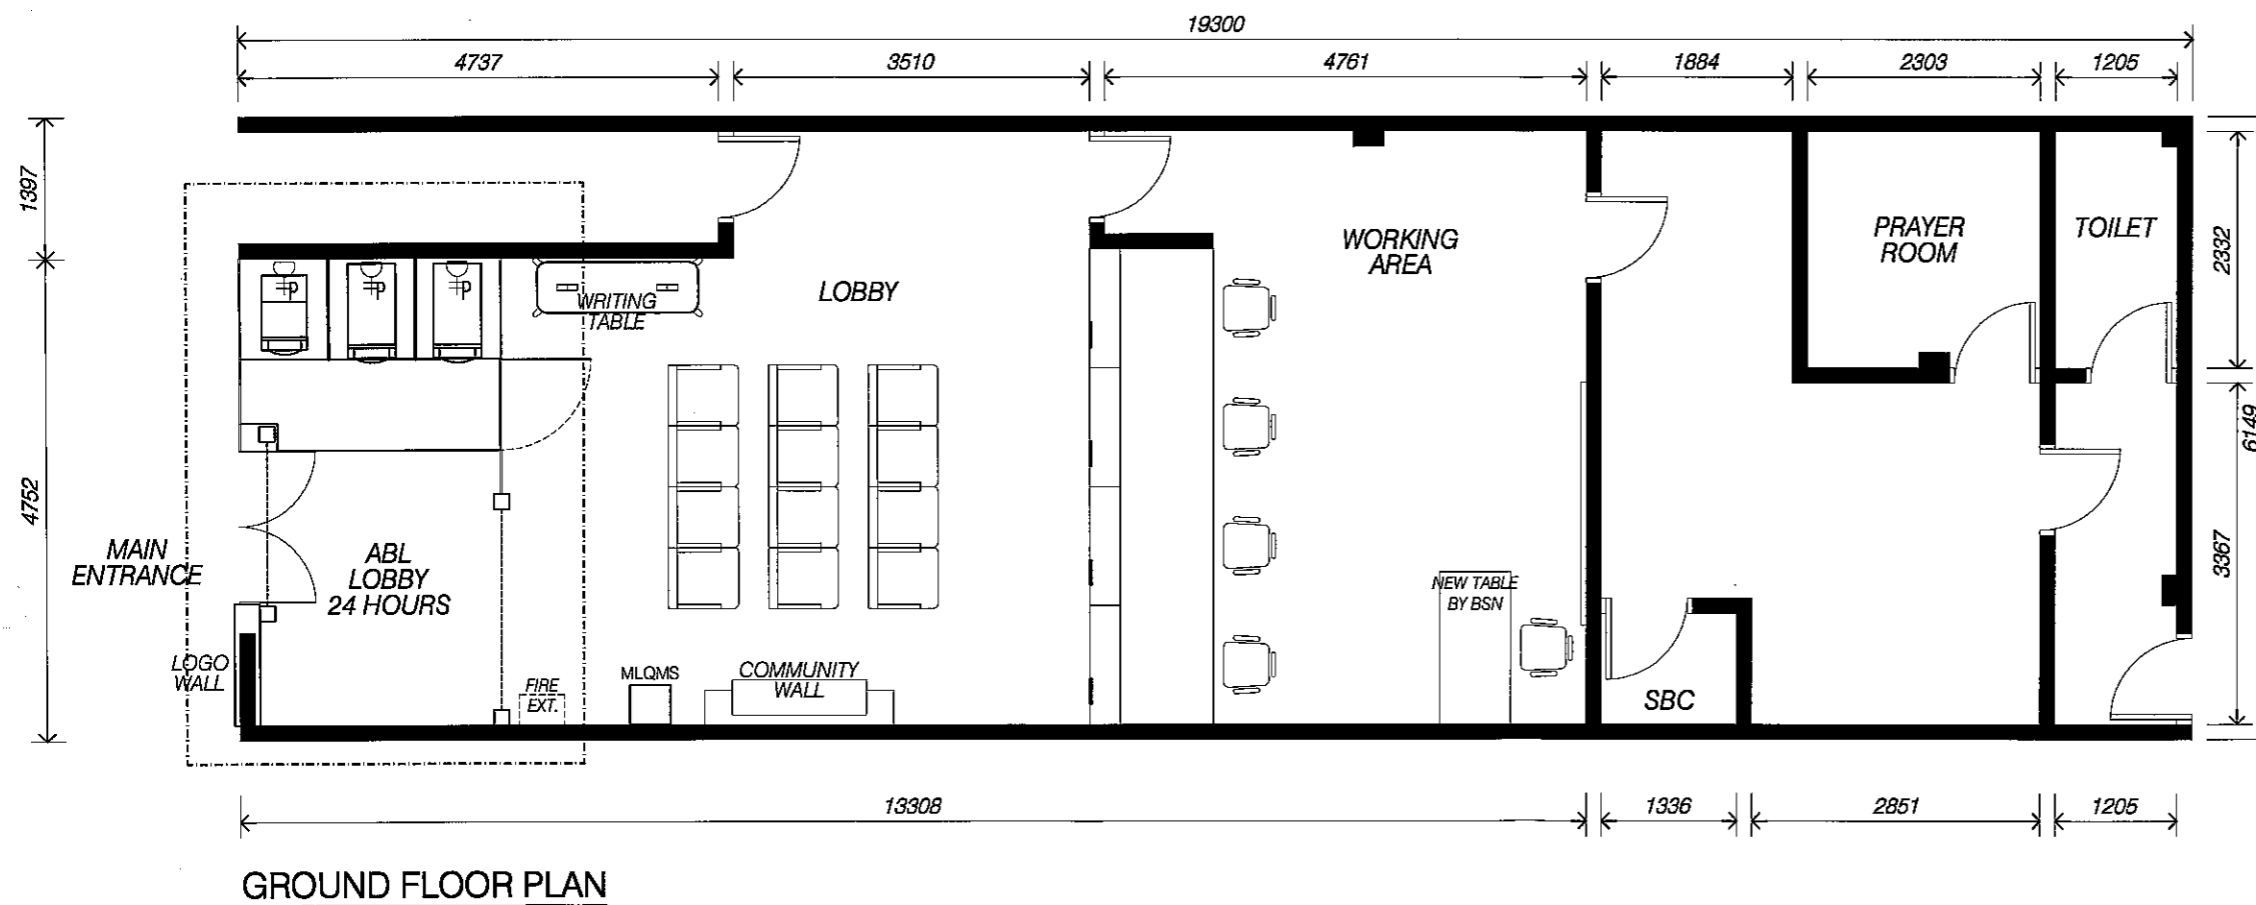 19300
4737
3510
4761
1884
2303
1205
1397
4752
2332
6149
3367
WORKING
AREA
PRAYER
ROOM
TOILET
LOBBY
WRITING
TABLE
MAIN
ENTRANCE
ABL
LOBBY
24 HOURS
NEW TABLE
BY BSN
LOGO
WALL
FIRE
EXT.
MLQMS
COMMUNITY
WALL
SBC
13308
1336
2851
1205
GROUND FLOOR PLAN